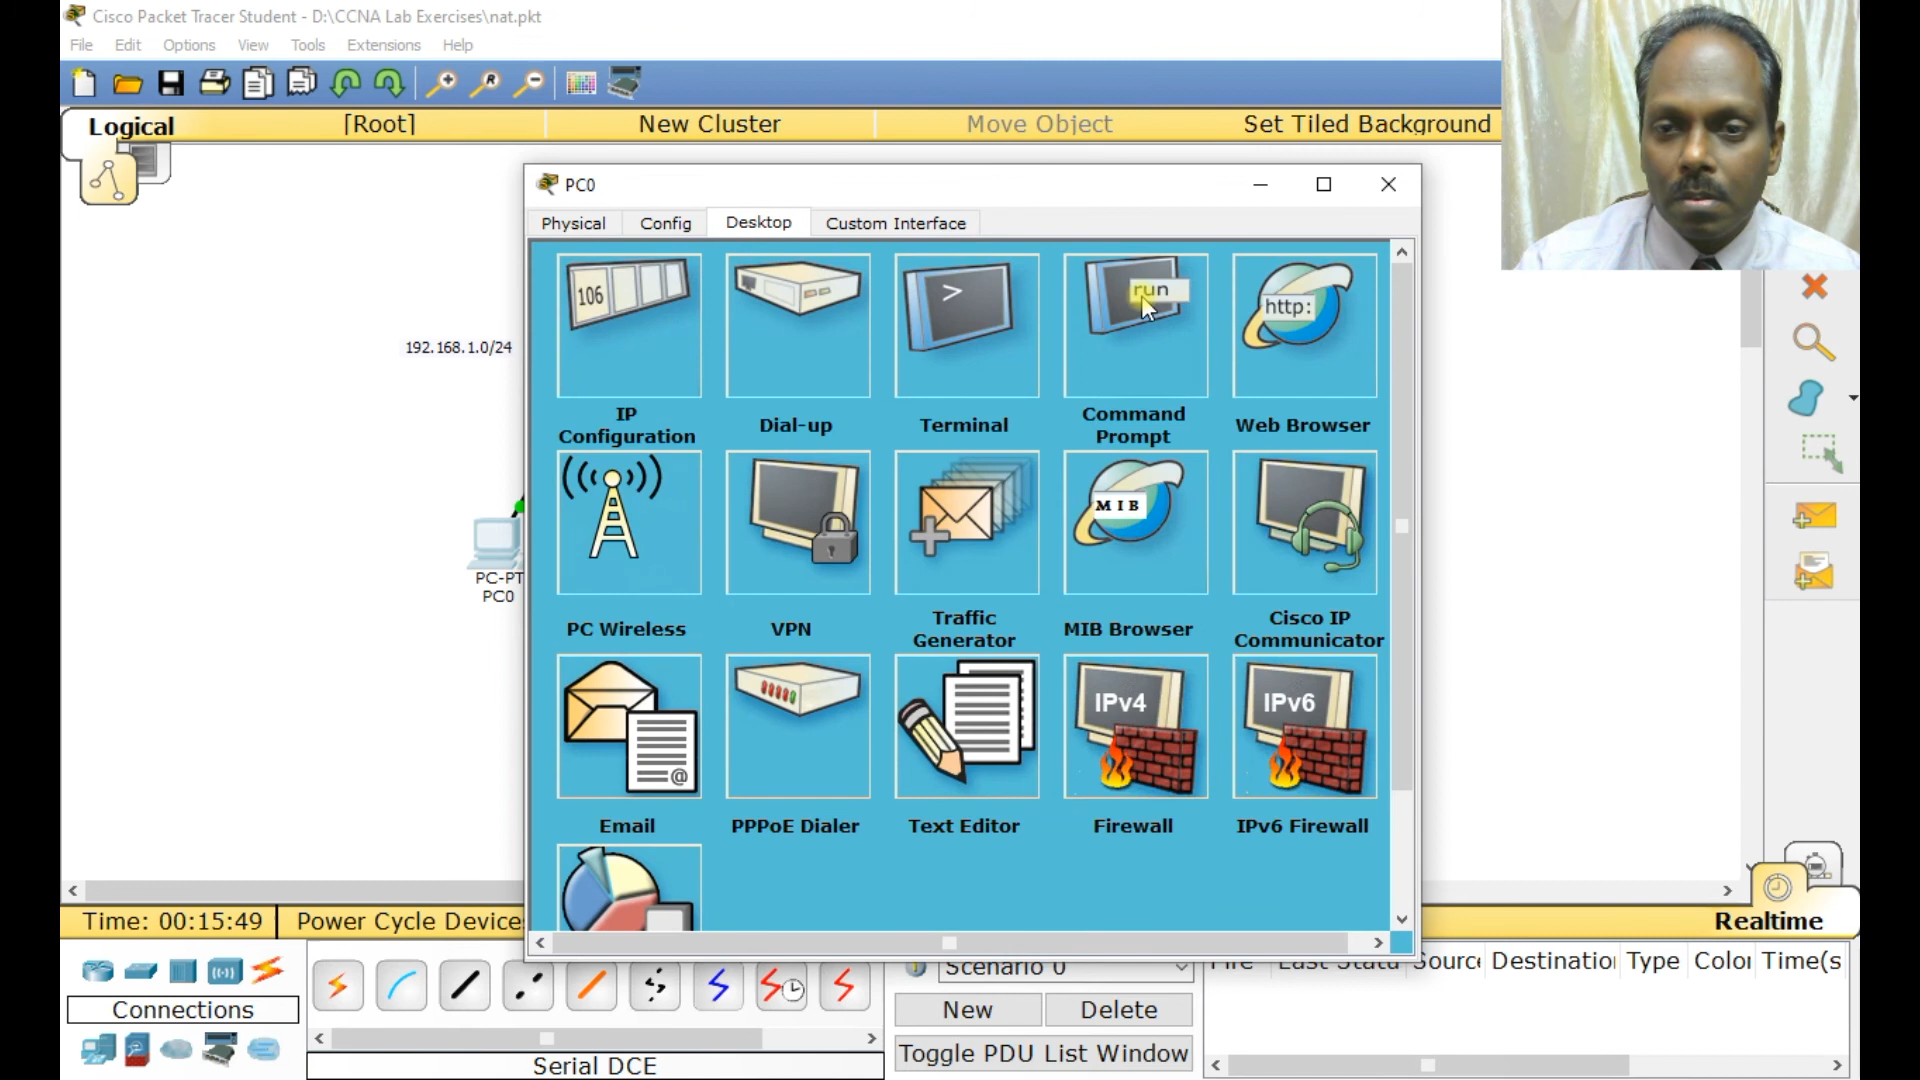 Cisco Packet Tracer Student - D:\CCNA Lab Exercises\nat.pkt
File Edit Options View Tools Extensions Help
R
Logical [Root] New Cluster Move Object Set Tiled Background
PC0
Physical Config Desktop Custom Interface
106
>
run
http:
192.168.1.0/24
IP Configuration
Dial-up
Terminal
Command Prompt
Web Browser
MIB
PC-PT
PC0
PC Wireless
VPN
Traffic Generator
MIB Browser
Cisco IP Communicator
@
IPv4
IPv6
Email
PPPoE Dialer
Text Editor
Firewall
IPv6 Firewall
Time: 00:15:49 Power Cycle Device
Realtime
Scenario 0
Destination Type Color Time(s
Connections
New Delete
Toggle PDU List Window
Serial DCE